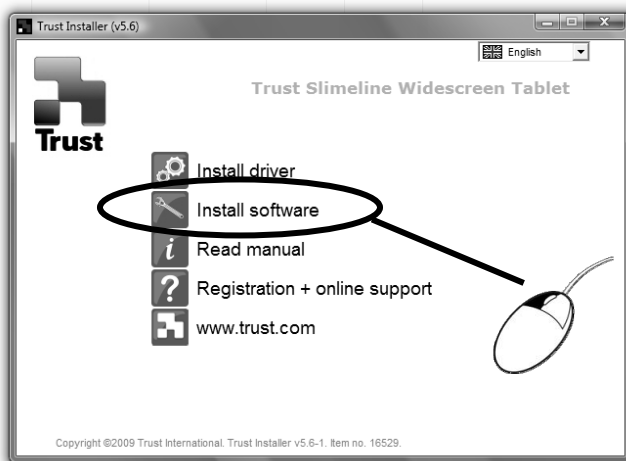 Trust Installer (v5.6)
English
Trust Slimeline Widescreen Tablet
Trust
Install driver
Install software
Read manual
Registration + online support
www.trust.com
Copyright ©2009 Trust International. Trust Installer v5.6-1. Item no. 16529.